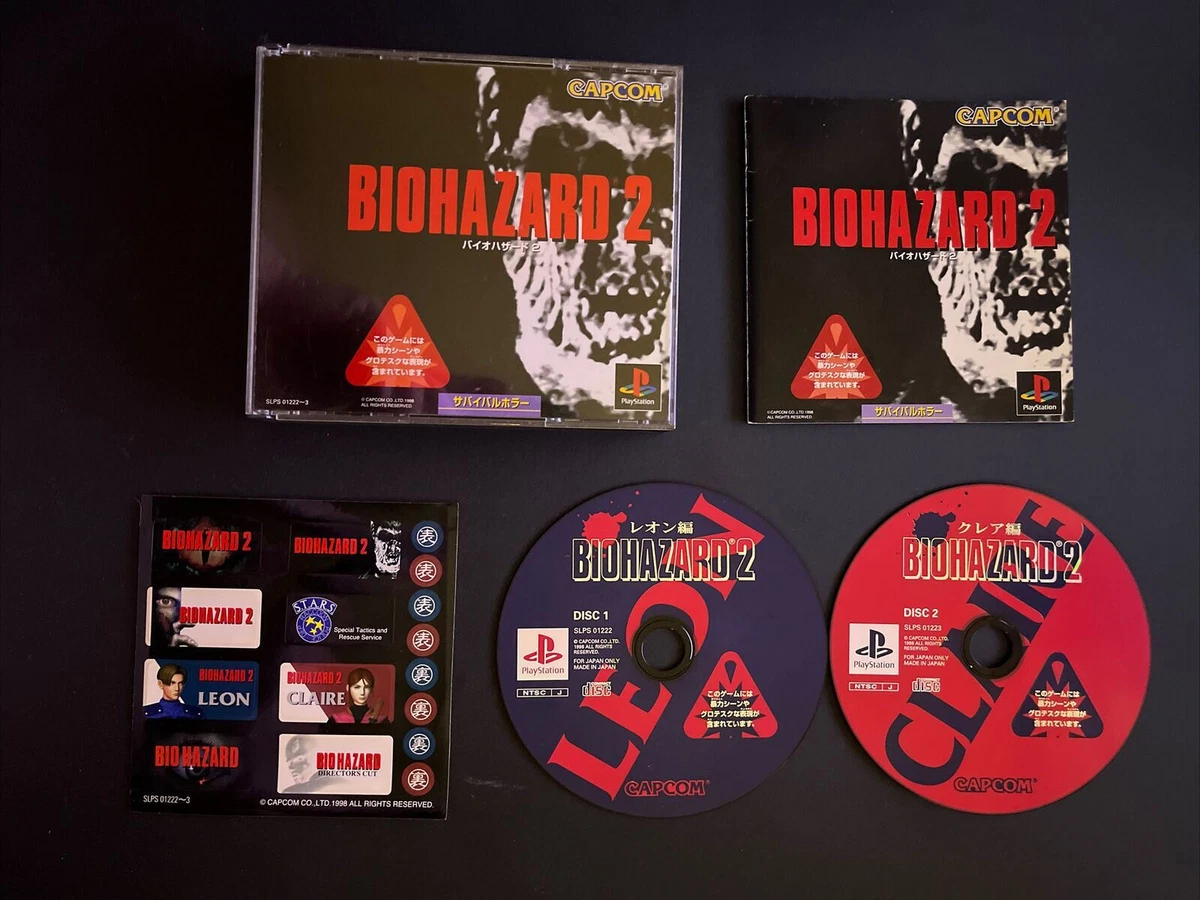 CAPCOM
BIOHAZARD 2
バイオハザード 2
このゲームには
暴力シーンや
グロテスクな表現が
含まれています。
SLPS 01222〜3
© CAPCOM CO.,LTD.1998
ALL RIGHTS RESERVED.
サバイバルホラー
PlayStation
CAPCOM
BIOHAZARD 2
バイオハザード 2
このゲームには
暴力シーンや
グロテスクな表現が
含まれています。
© CAPCOM CO.,LTD.1998
ALL RIGHTS RESERVED.
サバイバルホラー
PlayStation
BIOHAZARD 2
BIOHAZARD 2
表
表
BIOHAZARD 2
STARS
Special Tactics and
Rescue Service
表
表
BIOHAZARD 2
LEON
BIOHAZARD 2
CLAIRE
裏
裏
BIOHAZARD
BIOHAZARD
DIRECTOR'S CUT
裏
裏
SLPS 01222〜3
© CAPCOM CO.,LTD.1998 ALL RIGHTS RESERVED.
レオン編
BIOHAZARD® 2
LEON
DISC 1
SLPS 01222
© CAPCOM CO.,LTD.
1998 ALL RIGHTS
RESERVED.
FOR JAPAN ONLY
MADE IN JAPAN
PlayStation
NTSC J
disc
このゲームには
暴力シーンや
グロテスクな表現が
含まれています。
CAPCOM
クレア編
BIOHAZARD® 2
CLAIRE
DISC 2
SLPS 01223
© CAPCOM CO.,LTD.
1998 ALL RIGHTS
RESERVED.
FOR JAPAN ONLY
MADE IN JAPAN
PlayStation
NTSC J
disc
このゲームには
暴力シーンや
グロテスクな表現が
含まれています。
CAPCOM